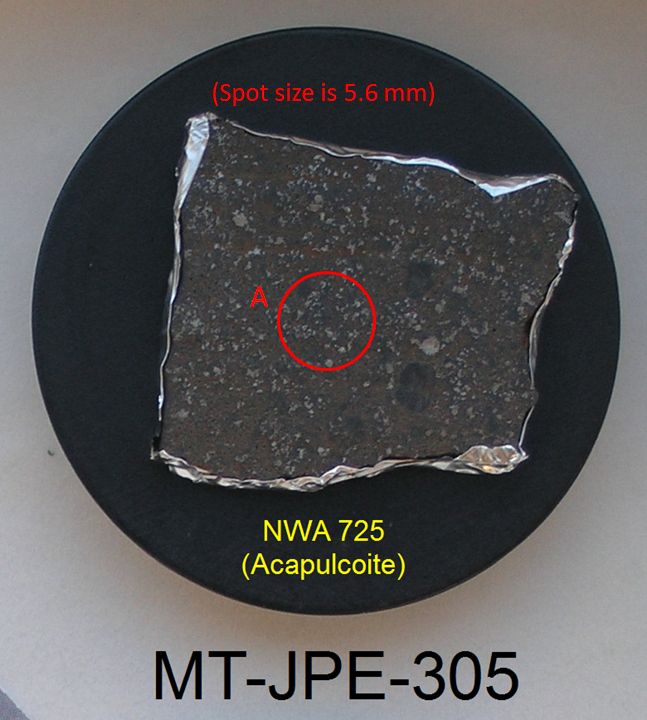 (Spot size is 5.6 mm)
A
NWA 725
(Acapulcoite)
MT-JPE-305